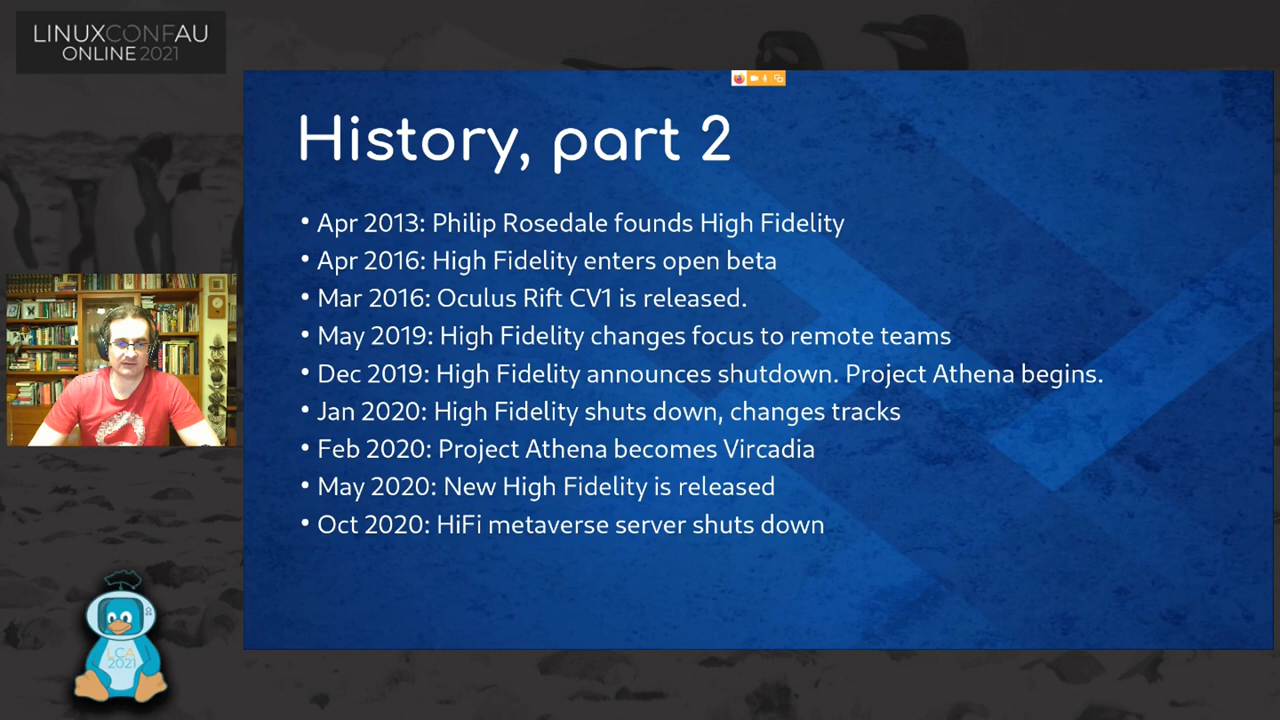 LINUXCONFAU
ONLINE2021
History, part 2
• Apr 2013: Philip Rosedale founds High Fidelity
• Apr 2016: High Fidelity enters open beta
• Mar 2016: Oculus Rift CV1 is released.
• May 2019: High Fidelity changes focus to remote teams
• Dec 2019: High Fidelity announces shutdown. Project Athena begins.
• Jan 2020: High Fidelity shuts down, changes tracks
• Feb 2020: Project Athena becomes Vircadia
• May 2020: New High Fidelity is released
• Oct 2020: HiFi metaverse server shuts down
LCA
2021